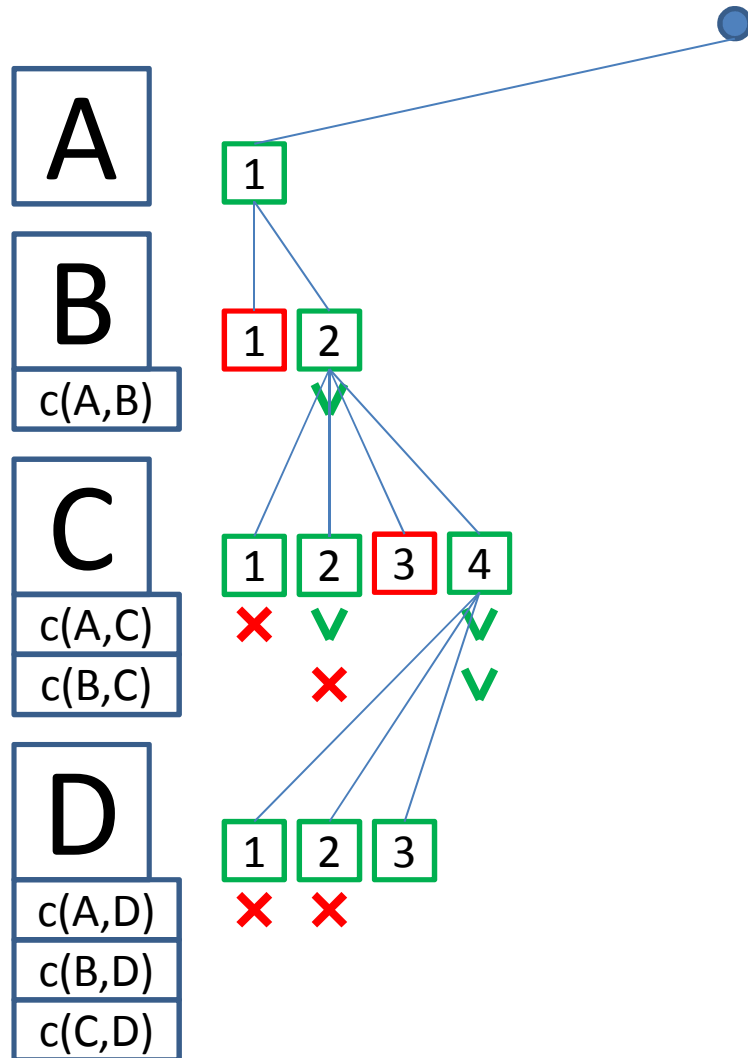 A
1
B
1 2
c(A,B)
C
1 2 3 4
c(A,C)
c(B,C)
D
1 2 3
c(A,D)
c(B,D)
c(C,D)